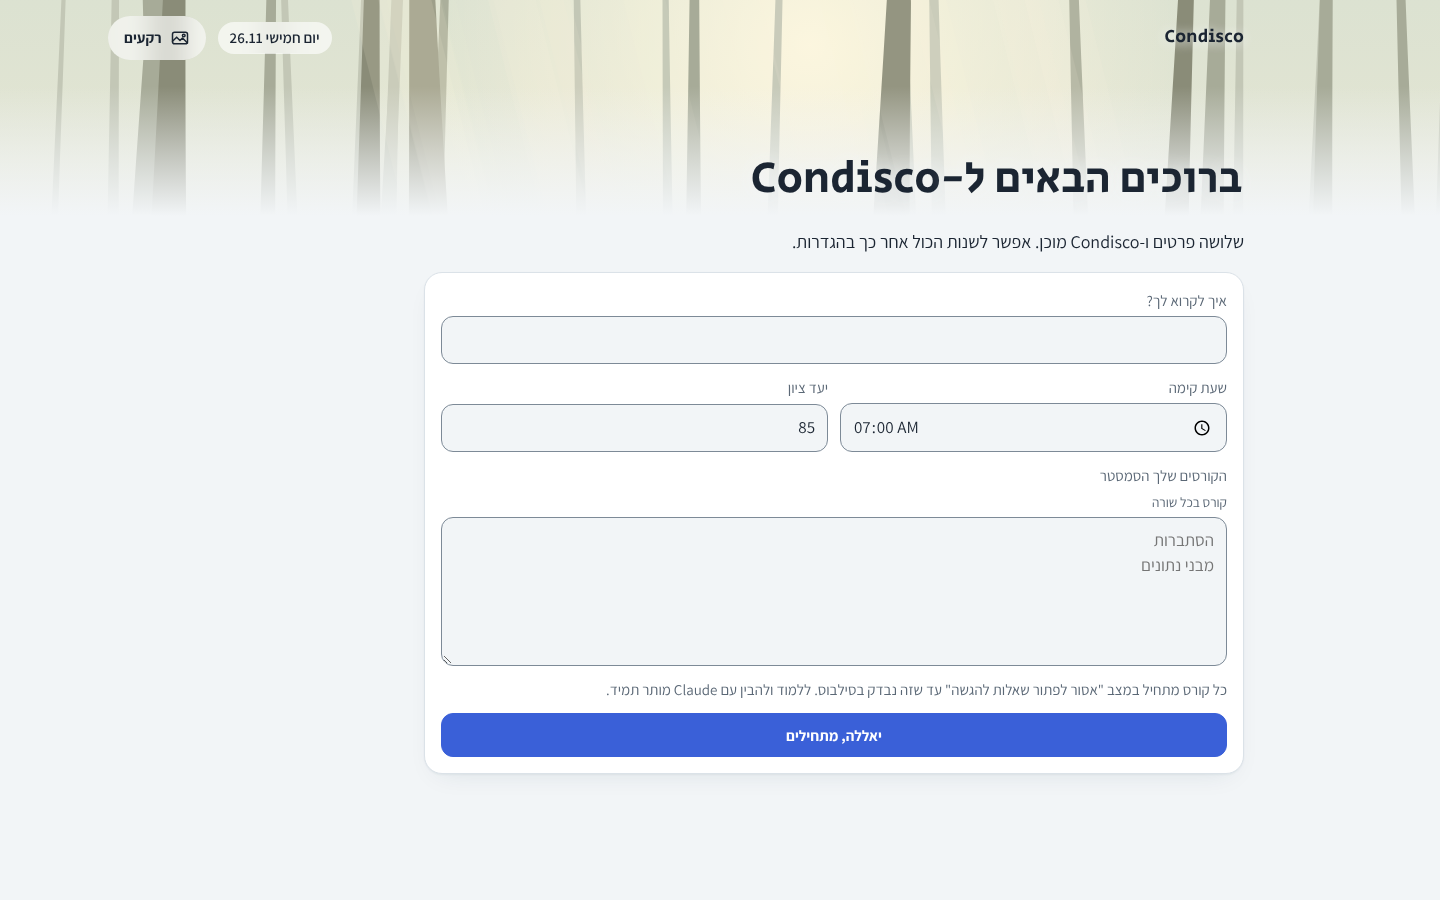 Condisco
יום חמישי 26.11
רקעים
ברוכים הבאים ל-Condisco
שלושה פרטים ו-Condisco מוכן. אפשר לשנות הכול אחר כך בהגדרות.
איך לקרוא לך?
שעת קימה
יעד ציון
07:00 AM
85
הקורסים שלך הסמסטר
קורס בכל שורה
הסתברות
מבני נתונים
כל קורס מתחיל במצב "אסור לפתור שאלות להגשה" עד שזה נבדק בסילבוס. ללמוד ולהבין עם Claude מותר תמיד.
יאללה, מתחילים